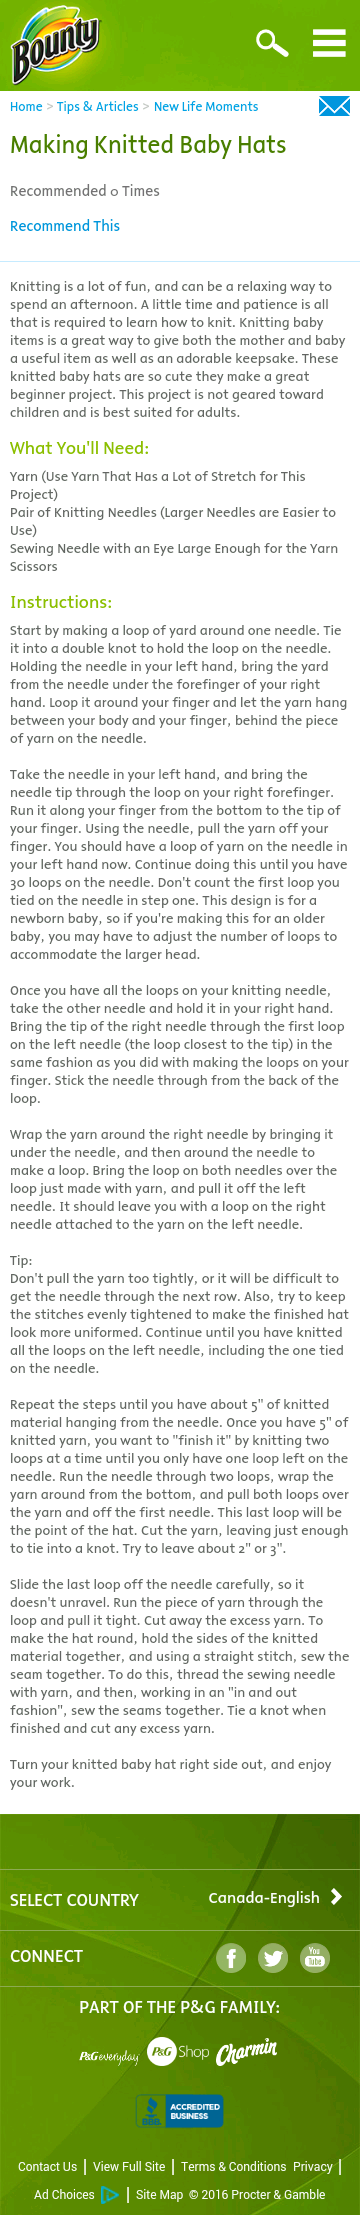 Bounty
Home > Tips & Articles > New Life Moments
Making Knitted Baby Hats
Recommended 0 Times
Recommend This
Knitting is a lot of fun, and can be a relaxing way to
spend an afternoon. A little time and patience is all
that is required to learn how to knit. Knitting baby
items is a great way to give both the mother and baby
a useful item as well as an adorable keepsake. These
knitted baby hats are so cute they make a great
beginner project. This project is not geared toward
children and is best suited for adults.
What You'll Need:
Yarn (Use Yarn That Has a Lot of Stretch for This
Project)
Pair of Knitting Needles (Larger Needles are Easier to
Use)
Sewing Needle with an Eye Large Enough for the Yarn
Scissors
Instructions:
Start by making a loop of yard around one needle. Tie
it into a double knot to hold the loop on the needle.
Holding the needle in your left hand, bring the yard
from the needle under the forefinger of your right
hand. Loop it around your finger and let the yarn hang
between your body and your finger, behind the piece
of yarn on the needle.
Take the needle in your left hand, and bring the
needle tip through the loop on your right forefinger.
Run it along your finger from the bottom to the tip of
your finger. Using the needle, pull the yarn off your
finger. You should have a loop of yarn on the needle in
your left hand now. Continue doing this until you have
30 loops on the needle. Don't count the first loop you
tied on the needle in step one. This design is for a
newborn baby, so if you're making this for an older
baby, you may have to adjust the number of loops to
accommodate the larger head.
Once you have all the loops on your knitting needle,
take the other needle and hold it in your right hand.
Bring the tip of the right needle through the first loop
on the left needle (the loop closest to the tip) in the
same fashion as you did with making the loops on your
finger. Stick the needle through from the back of the
loop.
Wrap the yarn around the right needle by bringing it
under the needle, and then around the needle to
make a loop. Bring the loop on both needles over the
loop just made with yarn, and pull it off the left
needle. It should leave you with a loop on the right
needle attached to the yarn on the left needle.
Tip:
Don't pull the yarn too tightly, or it will be difficult to
get the needle through the next row. Also, try to keep
the stitches evenly tightened to make the finished hat
look more uniformed. Continue until you have knitted
all the loops on the left needle, including the one tied
on the needle.
Repeat the steps until you have about 5" of knitted
material hanging from the needle. Once you have 5" of
knitted yarn, you want to "finish it" by knitting two
loops at a time until you only have one loop left on the
needle. Run the needle through two loops, wrap the
yarn around from the bottom, and pull both loops over
the yarn and off the first needle. This last loop will be
the point of the hat. Cut the yarn, leaving just enough
to tie into a knot. Try to leave about 2" or 3".
Slide the last loop off the needle carefully, so it
doesn't unravel. Run the piece of yarn through the
loop and pull it tight. Cut away the excess yarn. To
make the hat round, hold the sides of the knitted
material together, and using a straight stitch, sew the
seam together. To do this, thread the sewing needle
with yarn, and then, working in an "in and out
fashion", sew the seams together. Tie a knot when
finished and cut any excess yarn.
Turn your knitted baby hat right side out, and enjoy
your work.
SELECT COUNTRY Canada-English
CONNECT You Tube
PART OF THE P&G FAMILY:
P&G everyday P&G Shop Charmin
BBB. ACCREDITED BUSINESS
Contact Us | View Full Site | Terms & Conditions Privacy |
Ad Choices | Site Map © 2016 Procter & Gamble